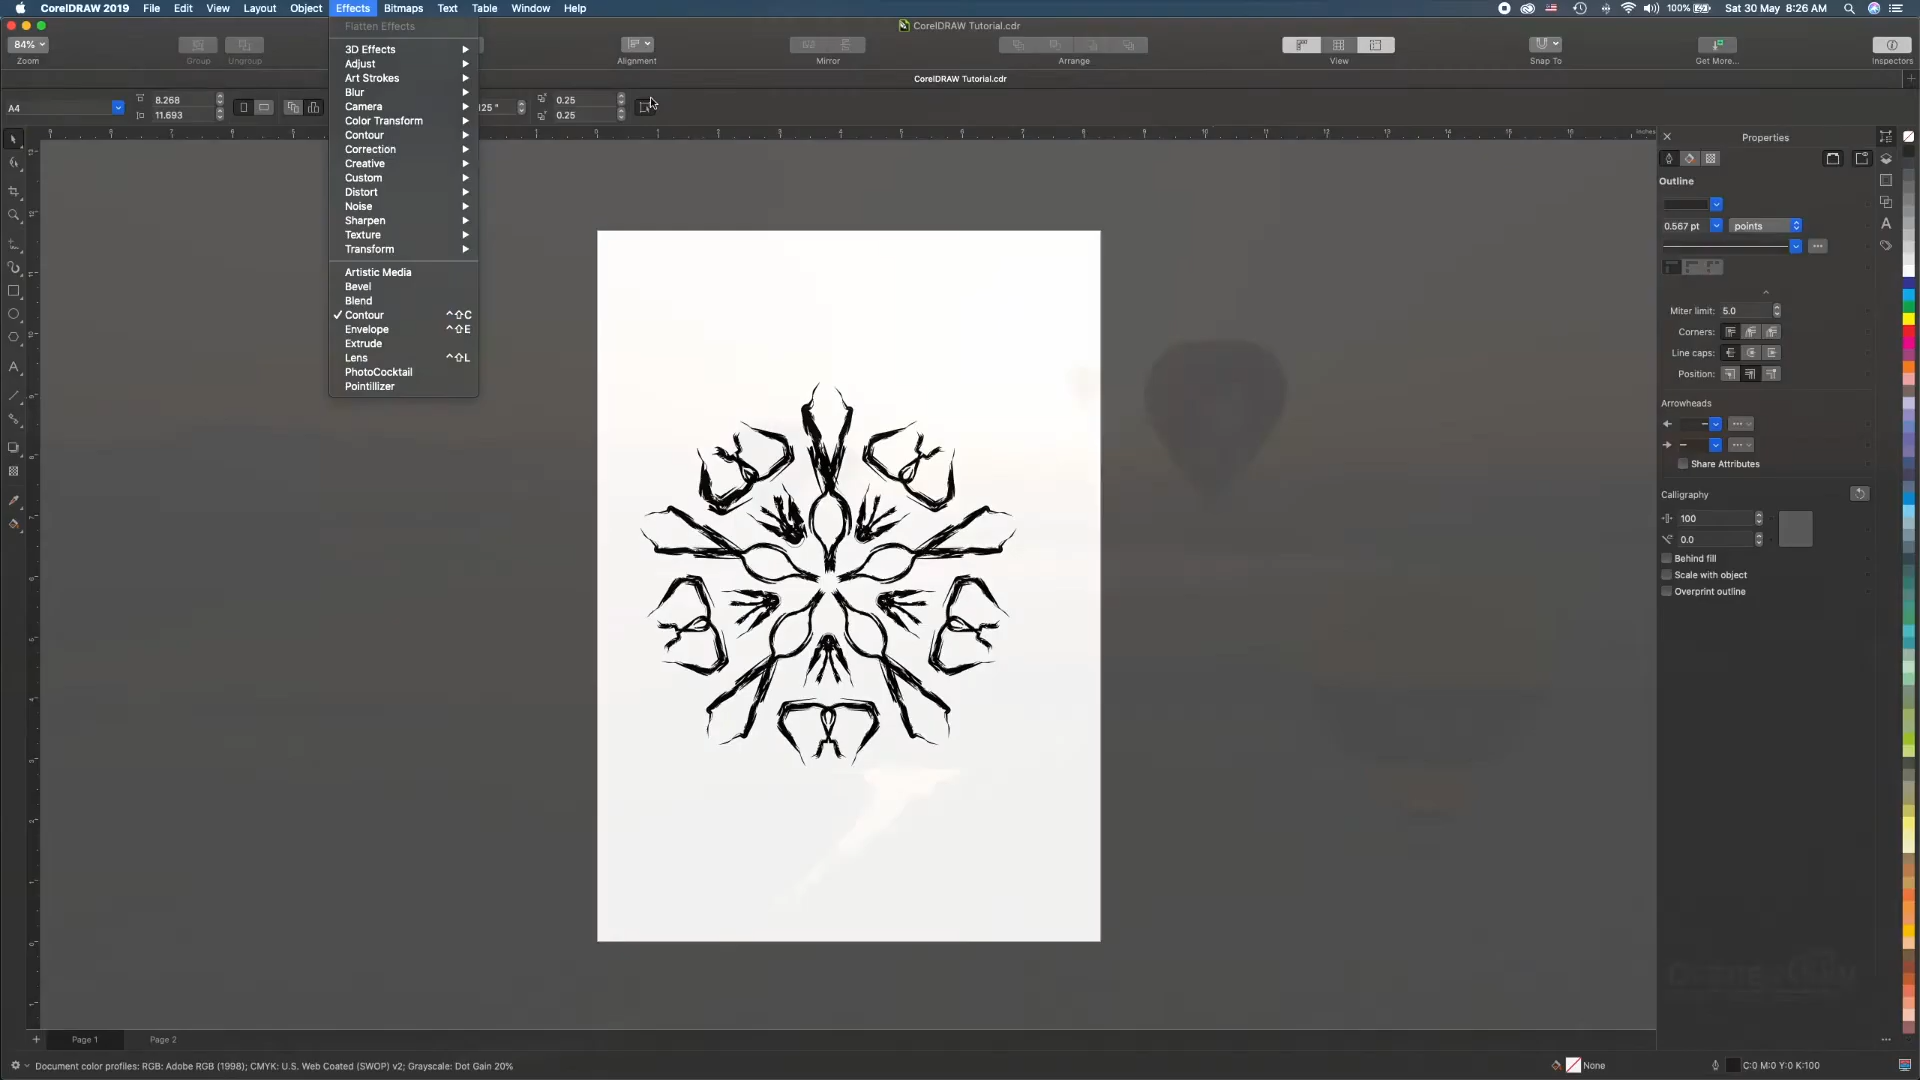 CorelDRAW 2019 File Edit View Layout Object Effects Bitmaps Text Table Window Help 100% Sat 30 May 8:26 AM
CorelDRAW Tutorial.cdr
84%
Zoom Group Ungroup Alignment Mirror Arrange View Snap To Get More... Inspectors
CorelDRAW Tutorial.cdr
A4
8.268
11.693
0.25
0.25
Flatten Effects
3D Effects
Adjust
Art Strokes
Blur
Camera
Color Transform
Contour
Correction
Creative
Custom
Distort
Noise
Sharpen
Texture
Transform
Artistic Media
Bevel
Blend
✓ Contour ^⇧C
Envelope ^⇧E
Extrude
Lens ^⇧L
PhotoCocktail
Pointillizer
Properties
Outline
0.567 pt points
Miter limit: 5.0
Corners:
Line caps:
Position:
Arrowheads
Share Attributes
Calligraphy
100
0.0
Behind fill
Scale with object
Overprint outline
Page 1 Page 2
Document color profiles: RGB: Adobe RGB (1998); CMYK: U.S. Web Coated (SWOP) v2; Grayscale: Dot Gain 20% None C:0 M:0 Y:0 K:100